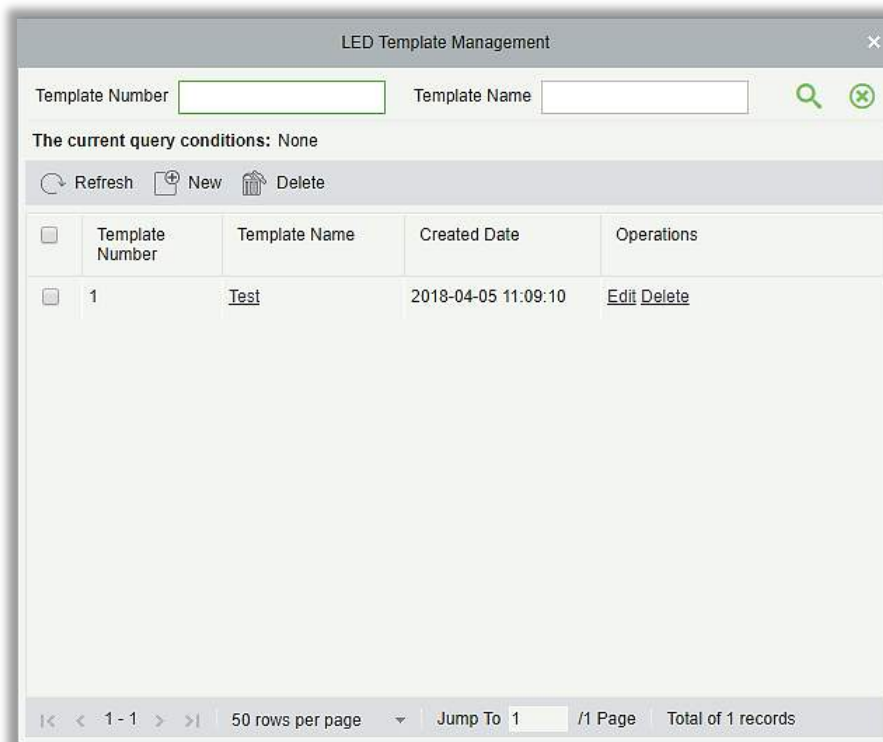 LED Template Management
Template Number Template Name
The current query conditions: None
Refresh New Delete
Template Number Template Name Created Date Operations
1 Test 2018-04-05 11:09:10 Edit Delete
1 - 1 50 rows per page Jump To 1 /1 Page Total of 1 records